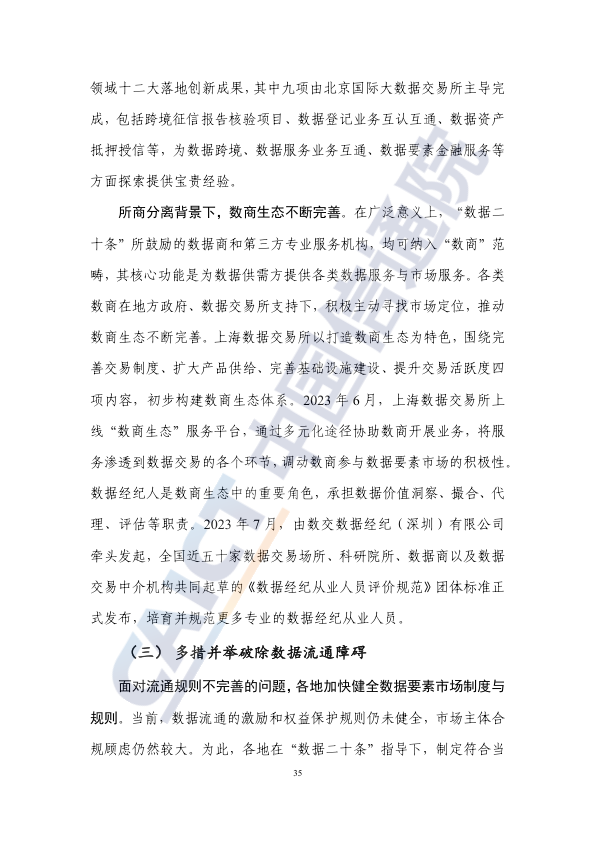 领域十二大落地创新成果，其中九项由北京国际大数据交易所主导完
成，包括跨境征信报告核验项目、数据登记业务互认互通、数据资产
抵押授信等，为数据跨境、数据服务业务互通、数据要素金融服务等
方面探索提供宝贵经验。
所商分离背景下，数商生态不断完善。在广泛意义上，“数据二
十条”所鼓励的数据商和第三方专业服务机构，均可纳入“数商”范
畴，其核心功能是为数据供需方提供各类数据服务与市场服务。各类
数商在地方政府、数据交易所支持下，积极主动寻找市场定位，推动
数商生态不断完善。上海数据交易所以打造数商生态为特色，围绕完
善交易制度、扩大产品供给、完善基础设施建设、提升交易活跃度四
项内容，初步构建数商生态体系。2023 年 6 月，上海数据交易所上
线“数商生态”服务平台，通过多元化途径协助数商开展业务，将服
务渗透到数据交易的各个环节，调动数商参与数据要素市场的积极性。
数据经纪人是数商生态中的重要角色，承担数据价值洞察、撮合、代
理、评估等职责。2023 年 7 月，由数交数据经纪（深圳）有限公司
牵头发起，全国近五十家数据交易场所、科研院所、数据商以及数据
交易中介机构共同起草的《数据经纪从业人员评价规范》团体标准正
式发布，培育并规范更多专业的数据经纪从业人员。
（三） 多措并举破除数据流通障碍
面对流通规则不完善的问题，各地加快健全数据要素市场制度与
规则。当前，数据流通的激励和权益保护规则仍未健全，市场主体合
规顾虑仍然较大。为此，各地在“数据二十条”指导下，制定符合当
35
CAICT 中国信通院